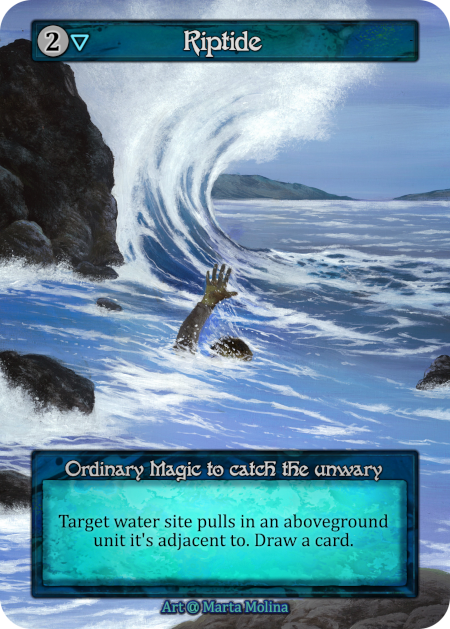 2
Riptide
Ordinary Magic to catch the unwary
Target water site pulls in an aboveground
unit it's adjacent to. Draw a card.
Art @ Marta Molina